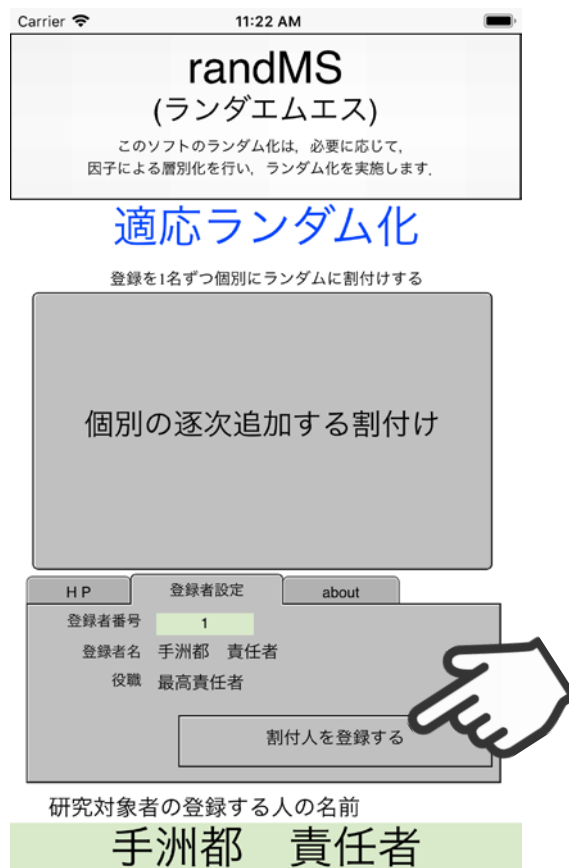 Carrier 11:22 AM
randMS
(ランダエムエス)
このソフトのランダム化は，必要に応じて，
因子による層別化を行い，ランダム化を実施します．
適応ランダム化
登録を1名ずつ個別にランダムに割付けする
個別の逐次追加する割付け
H P 登録者設定 about
登録者番号 1
登録者名 手洲都　責任者
役職 最高責任者
割付人を登録する
研究対象者の登録する人の名前
手洲都　責任者